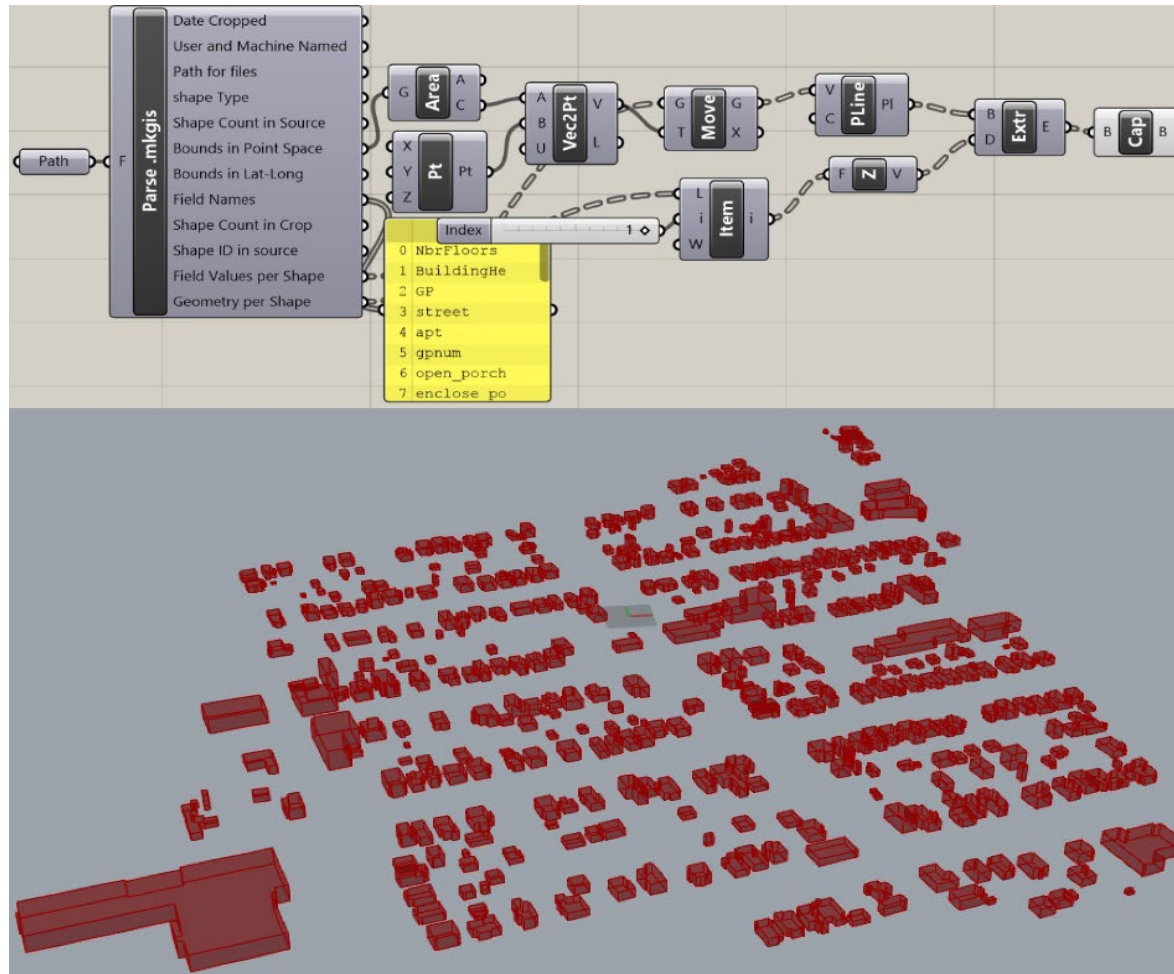 Path
F
Parse .mkgis
Date Cropped
User and Machine Named
Path for files
shape Type
Shape Count in Source
Bounds in Point Space
Bounds in Lat-Long
Field Names
Shape Count in Crop
Shape ID in source
Field Values per Shape
Geometry per Shape
G Area A
C
X
Y
Z
Pt
Pt
A
B
U
Vec2Pt
V
L
G
T
Move
G
X
V
C
PLine
Pl
B
D
Extr
E
B Cap B
F Z V
L
i
W
Item
i
Index 1
0 NbrFloors
1 BuildingHe
2 GP
3 street
4 apt
5 gpnum
6 open_porch
7 enclose po